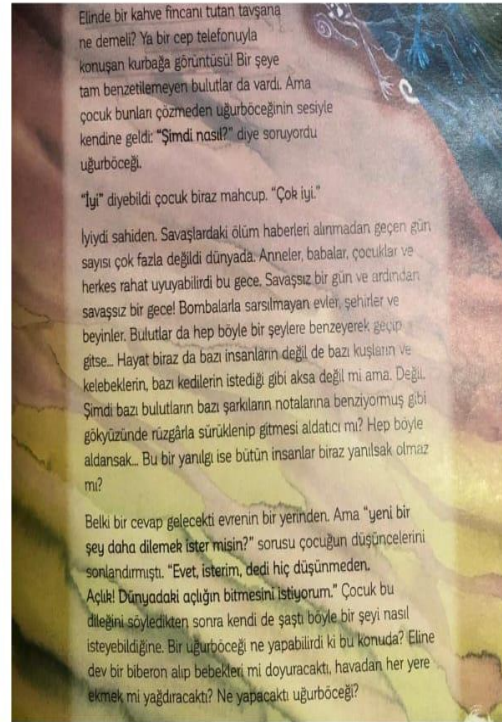 Elinde bir kahve fincanı tutan tavşana
ne demeli? Ya bir cep telefonuyla
konuşan kurbağa görüntüsü! Bir şeye
tam benzetilemeyen bulutlar da vardı. Ama
çocuk bunları çözmeden uğurböceğinin sesiyle
kendine geldi: “Şimdi nasıl?” diye soruyordu
uğurböceği.
“İyi” diyebildi çocuk biraz mahcup. “Çok iyi.”
İyiydi sahiden. Savaşlardaki ölüm haberleri alınmadan geçen gün
sayısı çok fazla değildi dünyada. Anneler, babalar, çocuklar ve
herkes rahat uyuyabilirdi bu gece. Savaşsız bir gün ve ardından
savaşsız bir gece! Bombalarla sarsılmayan evler, şehirler ve
beyinler. Bulutlar da hep böyle bir şeylere benzeyerek geçip
gitse... Hayat biraz da bazı insanların değil de bazı kuşların ve
kelebeklerin, bazı kedilerin istediği gibi aksa değil mi ama. Değil.
Şimdi bazı bulutların bazı şarkıların notalarına benziyormuş gibi
gökyüzünde rüzgârla sürüklenip gitmesi aldatıcı mı? Hep böyle
aldansak... Bu bir yanılgı ise bütün insanlar biraz yanılsak olmaz
mı?
Belki bir cevap gelecekti evrenin bir yerinden. Ama “yeni bir
şey daha dilemek ister misin?” sorusu çocuğun düşüncelerini
sonlandırmıştı. “Evet, isterim, dedi hiç düşünmeden.
Açlık! Dünyadaki açlığın bitmesini istiyorum.” Çocuk bu
dileğini söyledikten sonra kendi de şaştı böyle bir şeyi nasıl
isteyebildiğine. Bir uğurböceği ne yapabilirdi ki bu konuda? Eline
dev bir biberon alıp bebekleri mi doyuracaktı, havadan her yere
ekmek mi yağdıracaktı? Ne yapacaktı uğurböceği?